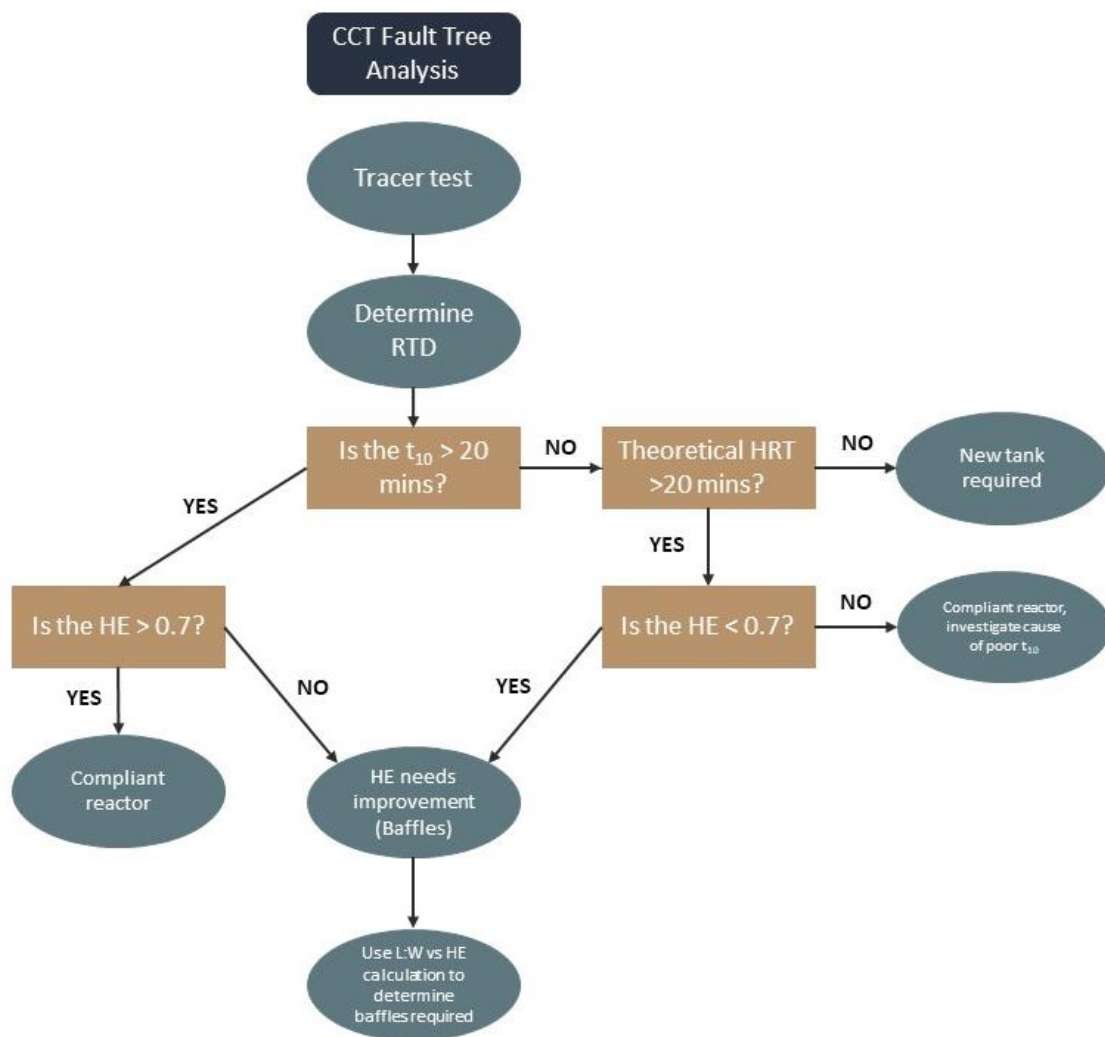 CCT Fault Tree
Analysis
Tracer test
Determine
RTD
Is the t₁₀ > 20
mins?
NO
Theoretical HRT
>20 mins?
NO
New tank
required
YES
YES
Is the HE > 0.7?
Is the HE < 0.7?
NO
Compliant reactor,
investigate cause
of poor t₁₀
YES
NO
YES
Compliant
reactor
HE needs
improvement
(Baffles)
Use L:W vs HE
calculation to
determine
baffles required